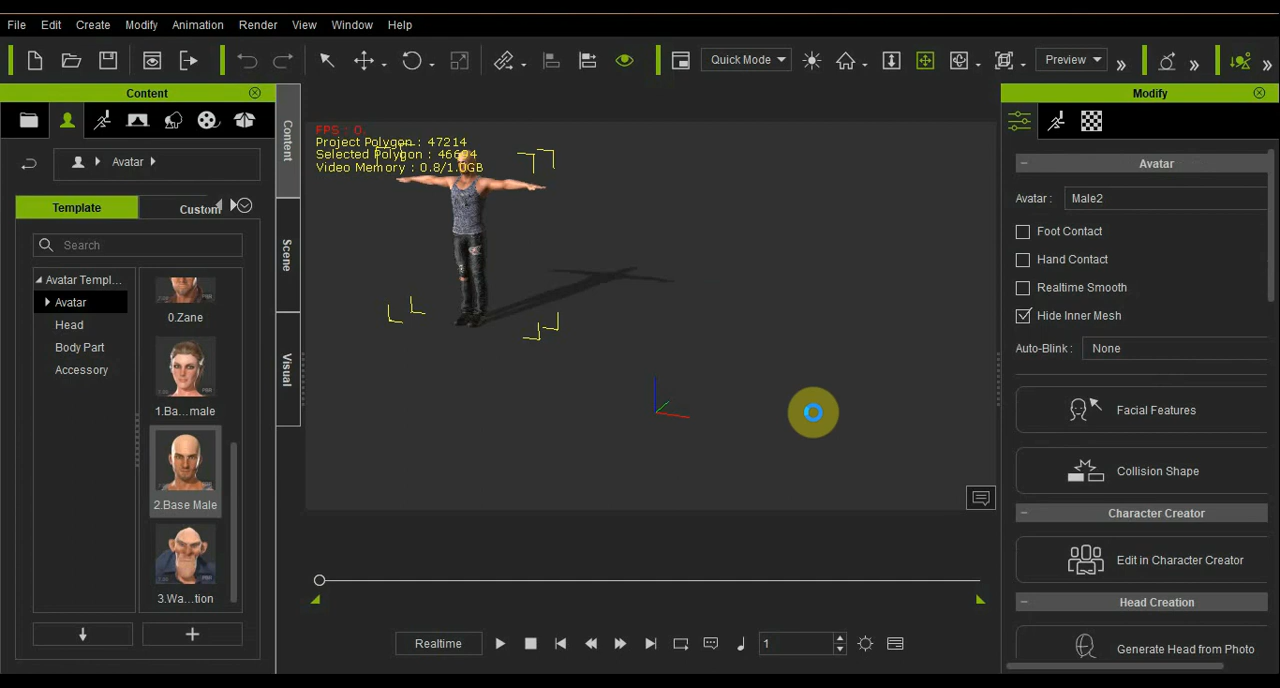 File Edit Create Modify Animation Render View Window Help
Quick Mode Preview
Content
Avatar
Template Custom
Search
Avatar Templ...
Avatar
Head
Body Part
Accessory
0.Zane
1.Ba...male
2.Base Male
3.Wa...tion
Content
Scene
Visual
FPS : 0.
Project Polygon : 47214
Selected Polygon : 46694
Video Memory : 0.8/1.0GB
Realtime 1
Modify
Avatar
Avatar : Male2
Foot Contact
Hand Contact
Realtime Smooth
Hide Inner Mesh
Auto-Blink : None
Facial Features
Collision Shape
Character Creator
Edit in Character Creator
Head Creation
Generate Head from Photo